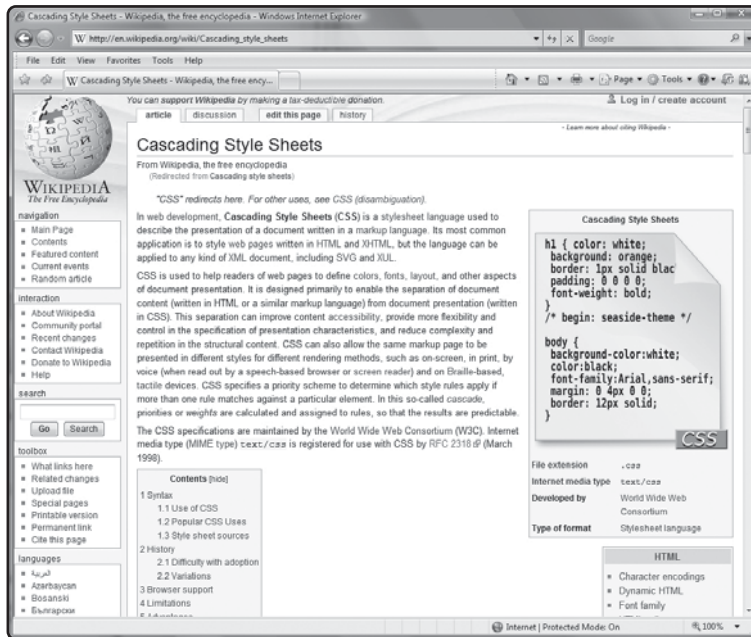 Cascading Style Sheets - Wikipedia, the free encyclopedia - Windows Internet Explorer
http://en.wikipedia.org/wiki/Cascading_style_sheets
Google
File Edit View Favorites Tools Help
Cascading Style Sheets - Wikipedia, the free ency...
Page Tools
You can support Wikipedia by making a tax-deductible donation.
Log in / create account
article discussion edit this page history
- Learn more about citing Wikipedia -
WIKIPEDIA
The Free Encyclopedia
navigation
Main Page
Contents
Featured content
Current events
Random article
interaction
About Wikipedia
Community portal
Recent changes
Contact Wikipedia
Donate to Wikipedia
Help
search
Go Search
toolbox
What links here
Related changes
Upload file
Special pages
Printable version
Permanent link
Cite this page
languages
العربية
Azərbaycan
Bosanski
Български
Cascading Style Sheets
From Wikipedia, the free encyclopedia
(Redirected from Cascading style sheets)
"CSS" redirects here. For other uses, see CSS (disambiguation).
In web development, Cascading Style Sheets (CSS) is a stylesheet language used to
describe the presentation of a document written in a markup language. Its most common
application is to style web pages written in HTML and XHTML, but the language can be
applied to any kind of XML document, including SVG and XUL.
CSS is used to help readers of web pages to define colors, fonts, layout, and other aspects
of document presentation. It is designed primarily to enable the separation of document
content (written in HTML or a similar markup language) from document presentation (written
in CSS). This separation can improve content accessibility, provide more flexibility and
control in the specification of presentation characteristics, and reduce complexity and
repetition in the structural content. CSS can also allow the same markup page to be
presented in different styles for different rendering methods, such as on-screen, in print, by
voice (when read out by a speech-based browser or screen reader) and on Braille-based,
tactile devices. CSS specifies a priority scheme to determine which style rules apply if
more than one rule matches against a particular element. In this so-called cascade,
priorities or weights are calculated and assigned to rules, so that the results are predictable.
The CSS specifications are maintained by the World Wide Web Consortium (W3C). Internet
media type (MIME type) text/css is registered for use with CSS by RFC 2318 (March
1998).
Contents [hide]
1 Syntax
1.1 Use of CSS
1.2 Popular CSS Uses
1.3 Style sheet sources
2 History
2.1 Difficulty with adoption
2.2 Variations
3 Browser support
4 Limitations
Cascading Style Sheets
h1 { color: white;
background: orange;
border: 1px solid blac
padding: 0 0 0 0;
font-weight: bold;
}
/* begin: seaside-theme */
body {
background-color:white;
color:black;
font-family:Arial,sans-serif;
margin: 0 4px 0 0;
border: 12px solid;
}
CSS
File extension .css
Internet media type text/css
Developed by World Wide Web
Consortium
Type of format Stylesheet language
HTML
Character encodings
Dynamic HTML
Font family
Internet | Protected Mode: On
100%